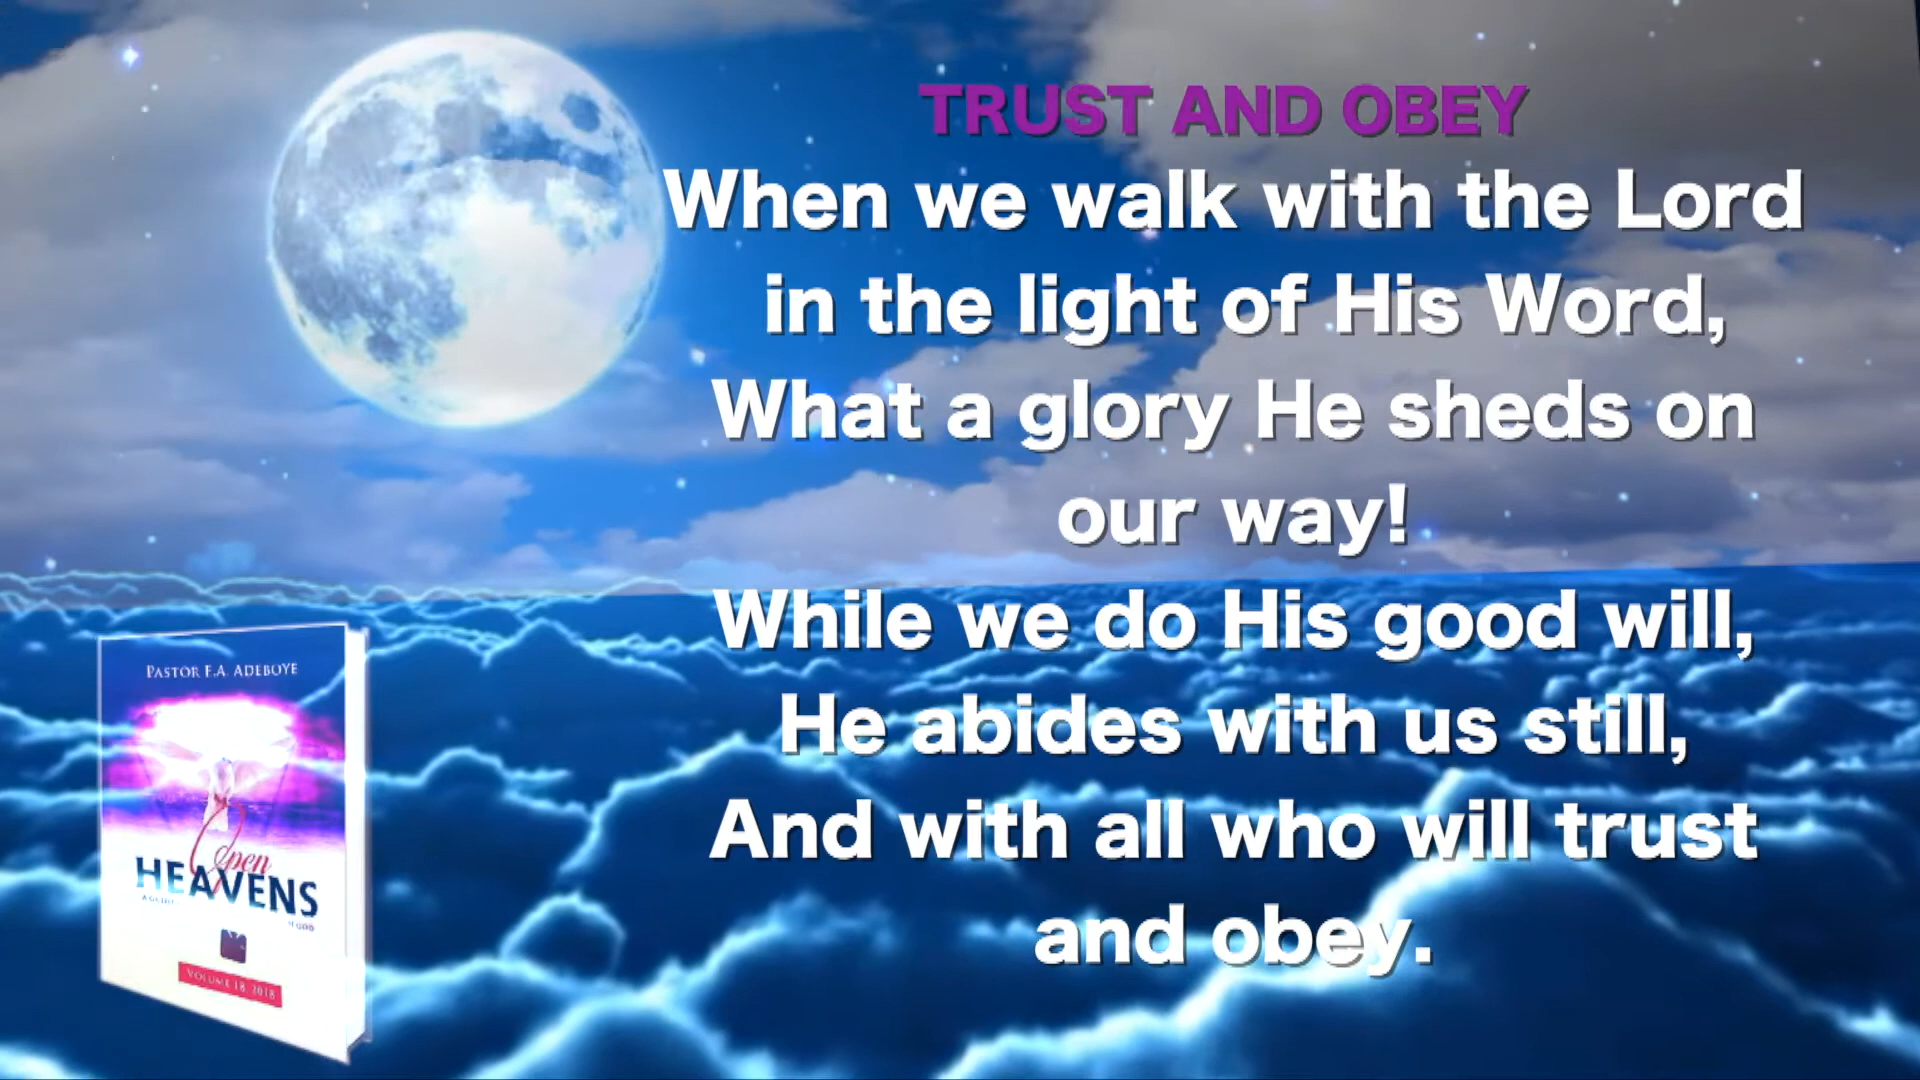 TRUST AND OBEY
When we walk with the Lord
in the light of His Word,
What a glory He sheds on
our way!
While we do His good will,
He abides with us still,
And with all who will trust
and obey.
PASTOR E.A. ADEBOYE
Open
HEAVENS
GOD
VOLUME 18, 2018